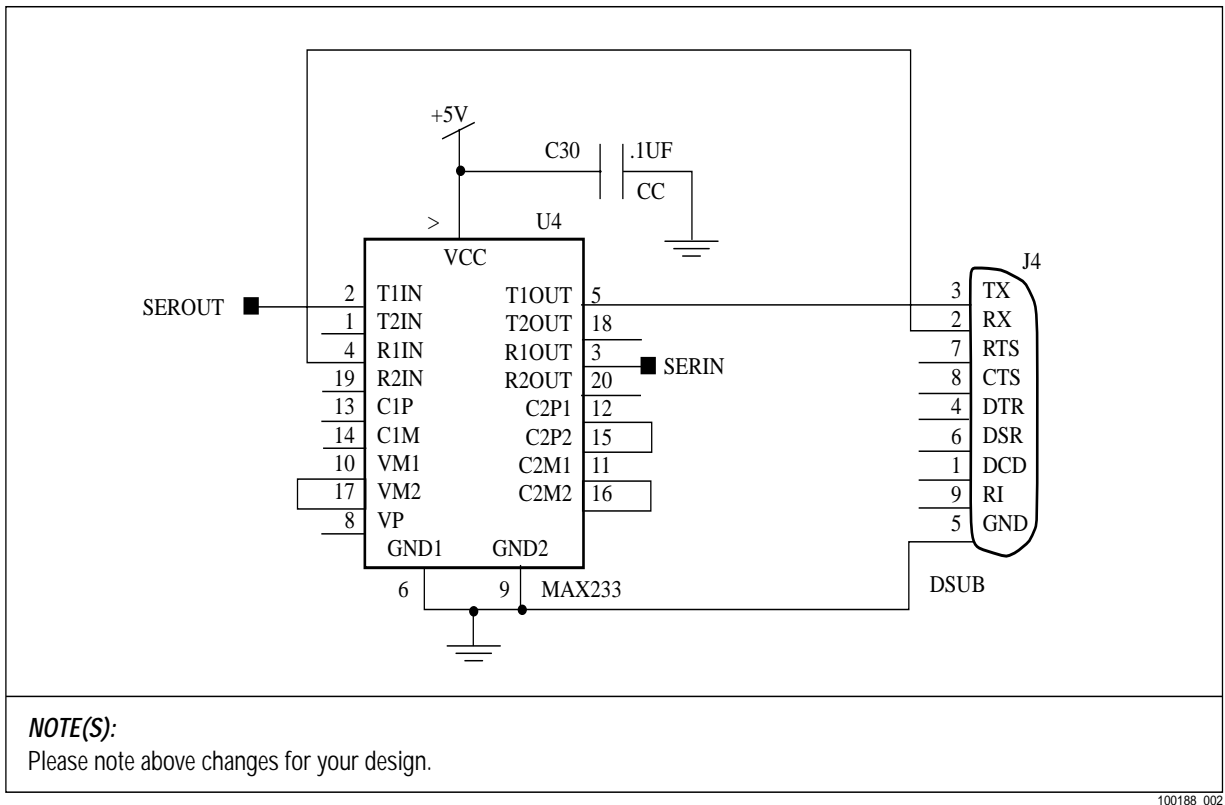 +5V
C30 .1UF
CC
> U4
VCC
J4
SEROUT 2 T1IN T1OUT 5 3 TX
1 T2IN T2OUT 18 2 RX
4 R1IN R1OUT 3 SERIN 7 RTS
19 R2IN R2OUT 20 8 CTS
13 C1P C2P1 12 4 DTR
14 C1M C2P2 15 6 DSR
10 VM1 C2M1 11 1 DCD
17 VM2 C2M2 16 9 RI
8 VP 5 GND
GND1 GND2
6 9 MAX233 DSUB
NOTE(S):
Please note above changes for your design.
100188_002